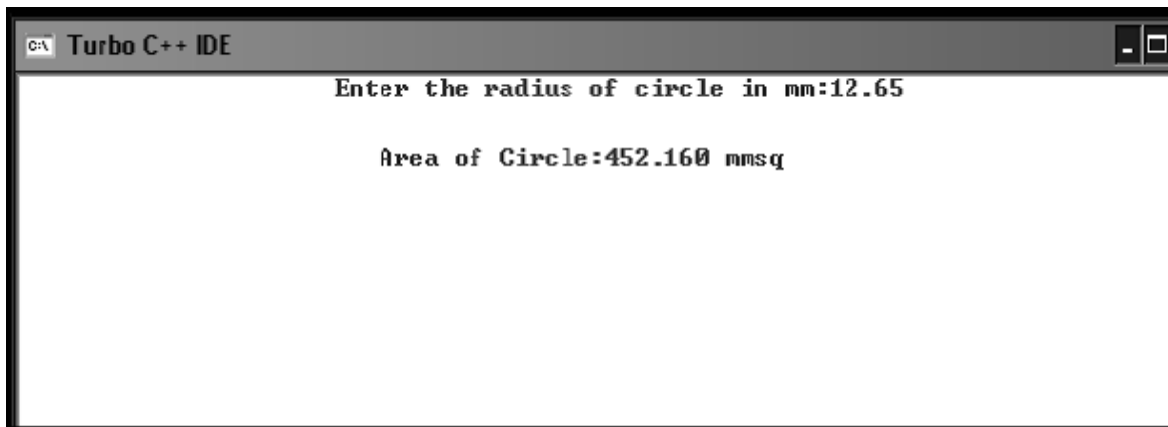 Turbo C++ IDE
Enter the radius of circle in mm:12.65
Area of Circle:452.160 mmsq